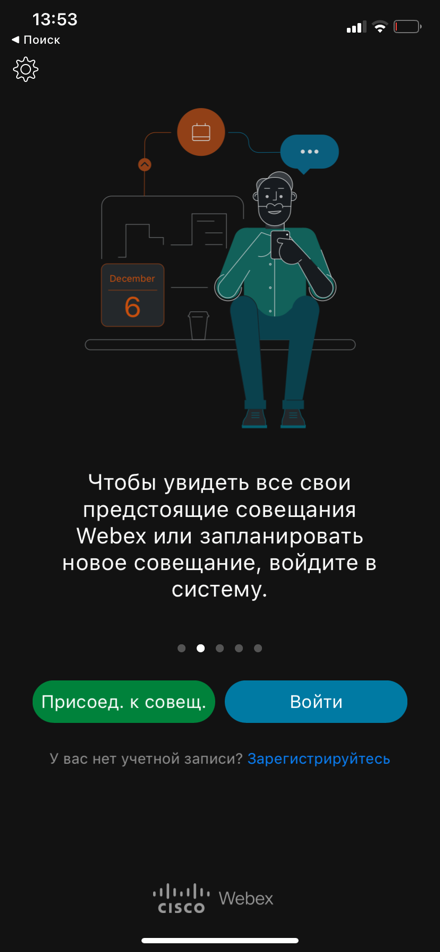 13:53
◀ Поиск
December
6
Чтобы увидеть все свои
предстоящие совещания
Webex или запланировать
новое совещание, войдите в
систему.
Присоед. к совещ.
Войти
У вас нет учетной записи? Зарегистрируйтесь
CISCO Webex